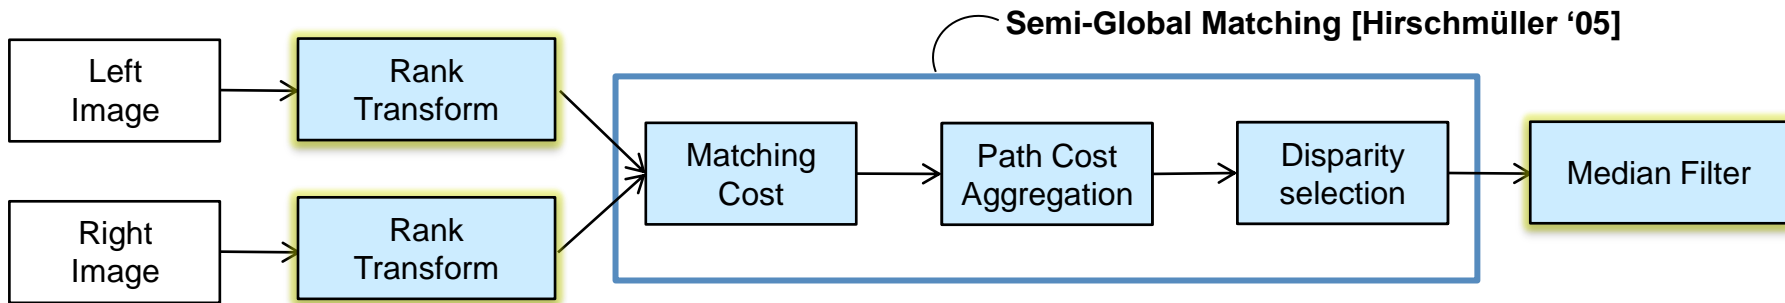 Semi-Global Matching [Hirschmüller ‘05]
Left
Image
Rank
Transform
Matching
Cost
Path Cost
Aggregation
Disparity
selection
Median Filter
Right
Image
Rank
Transform